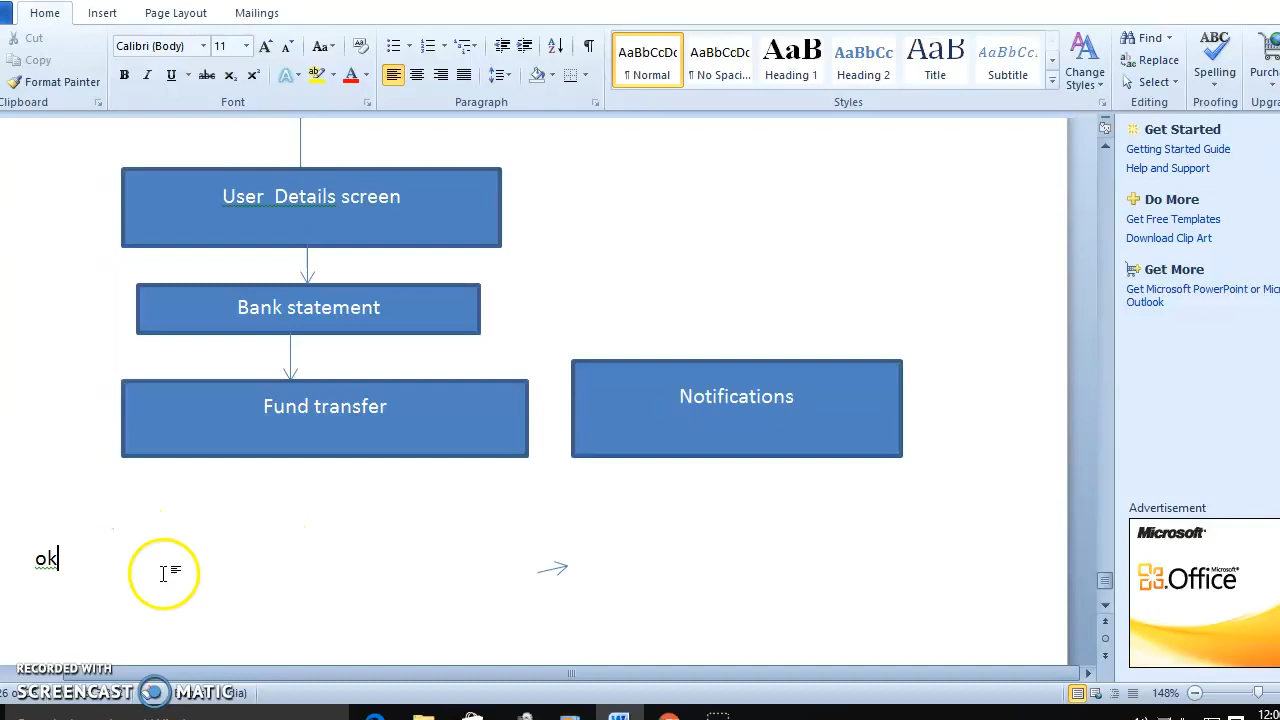 Home Insert Page Layout Mailings
Cut
Copy
Format Painter
Clipboard
Calibri (Body) 11
Font
Paragraph
AaBbCcDc AaBbCcDc AaB AaBbCc AaB AaBbCc.
¶ Normal ¶ No Spaci... Heading 1 Heading 2 Title Subtitle
Change
Styles
Styles
Find
Replace
Select
Editing
ABC
Spelling
Proofing
Get Started
Getting Started Guide
Help and Support
Do More
Get Free Templates
Download Clip Art
Get More
Get Microsoft PowerPoint or
Outlook
Advertisement
Microsoft
Office
User Details screen
Bank statement
Fund transfer
Notifications
ok
RECORDED WITH
SCREENCAST MATIC
148%